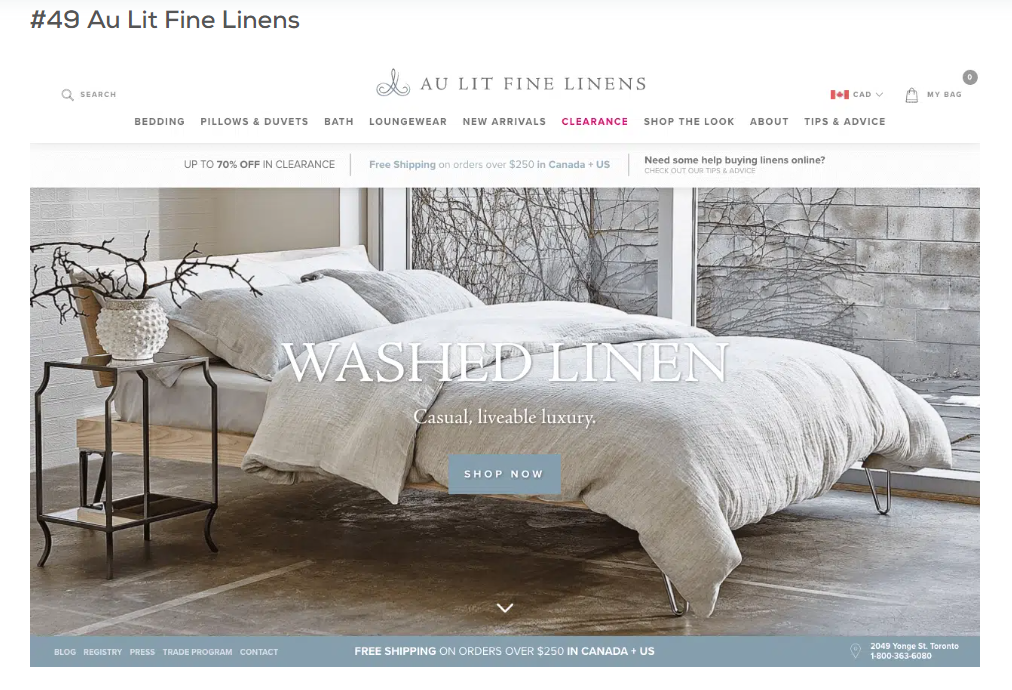 #49 Au Lit Fine Linens
AU LIT FINE LINENS
SEARCH
CAD
MY BAG
0
BEDDING PILLOWS & DUVETS BATH LOUNGEWEAR NEW ARRIVALS CLEARANCE SHOP THE LOOK ABOUT TIPS & ADVICE
UP TO 70% OFF IN CLEARANCE
Free Shipping on orders over $250 in Canada + US
Need some help buying linens online?
CHECK OUT OUR TIPS & ADVICE
WASHED LINEN
Casual, liveable luxury.
SHOP NOW
BLOG REGISTRY PRESS TRADE PROGRAM CONTACT
FREE SHIPPING ON ORDERS OVER $250 IN CANADA + US
2049 Yonge St. Toronto
1-800-363-6080